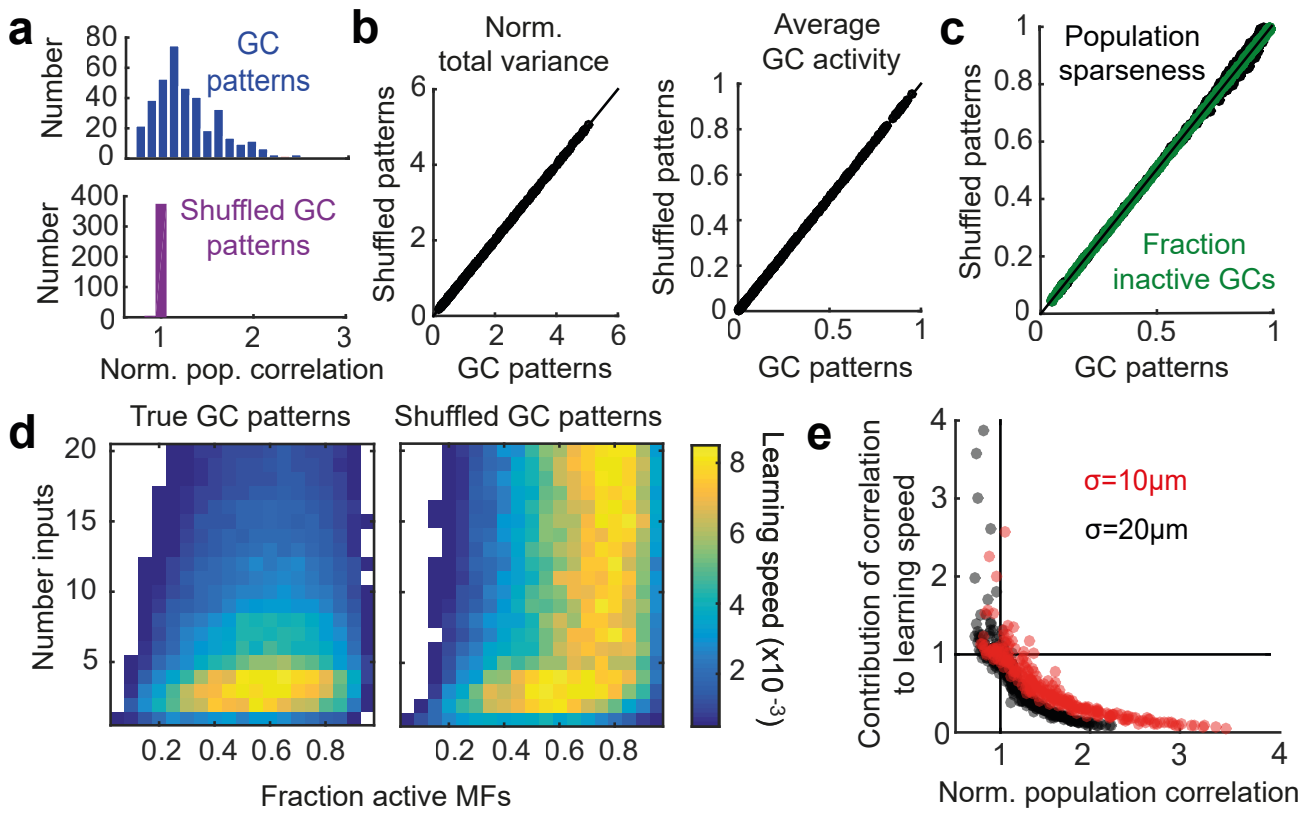 a
80
60
40
20
0
Number
GC
patterns
400
300
200
100
0
Number
Shuffled GC
patterns
1
2
3
Norm. pop. correlation
b
Norm.
total variance
6
4
2
0
Shuffled patterns
0
2
4
6
GC patterns
Average
GC activity
1
0.8
0.6
0.4
0.2
0
Shuffled patterns
0
0.5
1
GC patterns
c
1
0.8
0.6
0.4
0.2
0
Shuffled patterns
Population
sparseness
Fraction
inactive GCs
0
0.5
1
GC patterns
d
True GC patterns
Shuffled GC patterns
20
15
10
5
Number inputs
0.2 0.4 0.6 0.8
0.2 0.4 0.6 0.8
Fraction active MFs
8
6
4
2
Learning speed (x10⁻³)
e
4
3
2
1
0
Contribution of correlation
to learning speed
σ=10μm
σ=20μm
1
2
3
4
Norm. population correlation